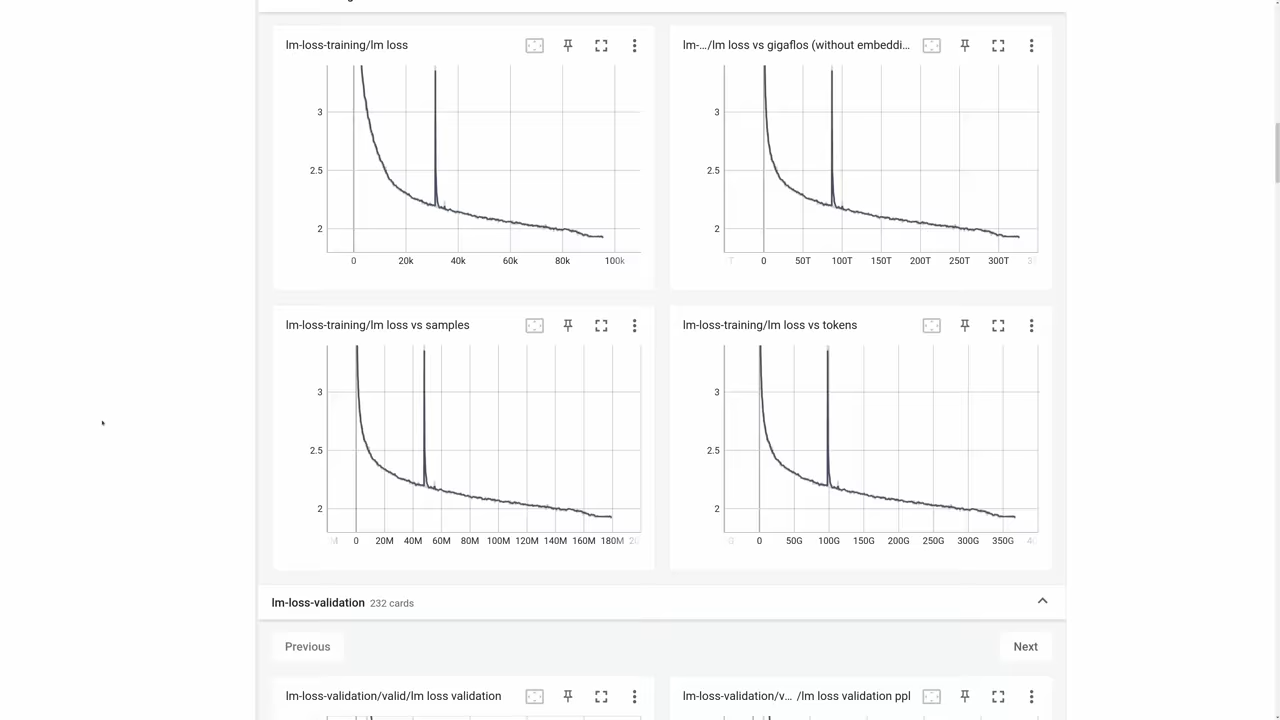 lm-loss-training/lm loss
lm-…/lm loss vs gigaflos (without embeddi…
3
2.5
2
0 20k 40k 60k 80k 100k
3
2.5
2
T 0 50T 100T 150T 200T 250T 300T
lm-loss-training/lm loss vs samples
lm-loss-training/lm loss vs tokens
3
2.5
2
M 0 20M 40M 60M 80M 100M 120M 140M 160M 180M
3
2.5
2
0 50G 100G 150G 200G 250G 300G 350G
lm-loss-validation 232 cards
Previous
Next
lm-loss-validation/valid/lm loss validation
lm-loss-validation/v… /lm loss validation ppl